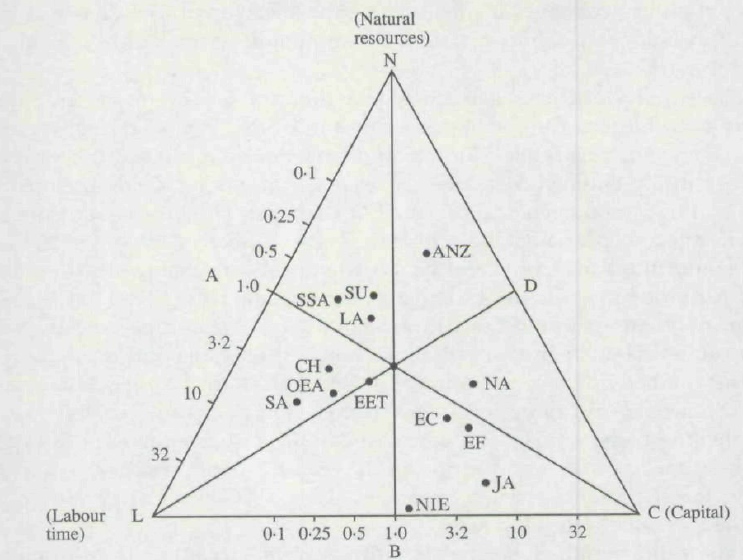 (Natural
resources)
N
0·1
0·25
0·5
ANZ
A
D
1·0
SSA
SU
LA
3·2
CH
OEA
NA
10
SA
EET
EC
EF
32
JA
NIE
(Labour
time)
L
C (Capital)
0·1 0·25 0·5 1·0 3·2 10 32
B